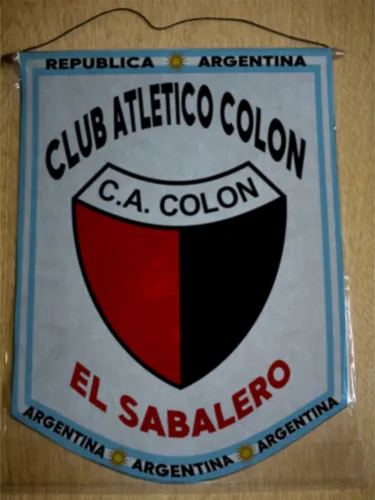 REPUBLICA ARGENTINA
CLUB ATLETICO COLON
C.A. COLON
EL SABALERO
ARGENTINA ARGENTINA ARGENTINA